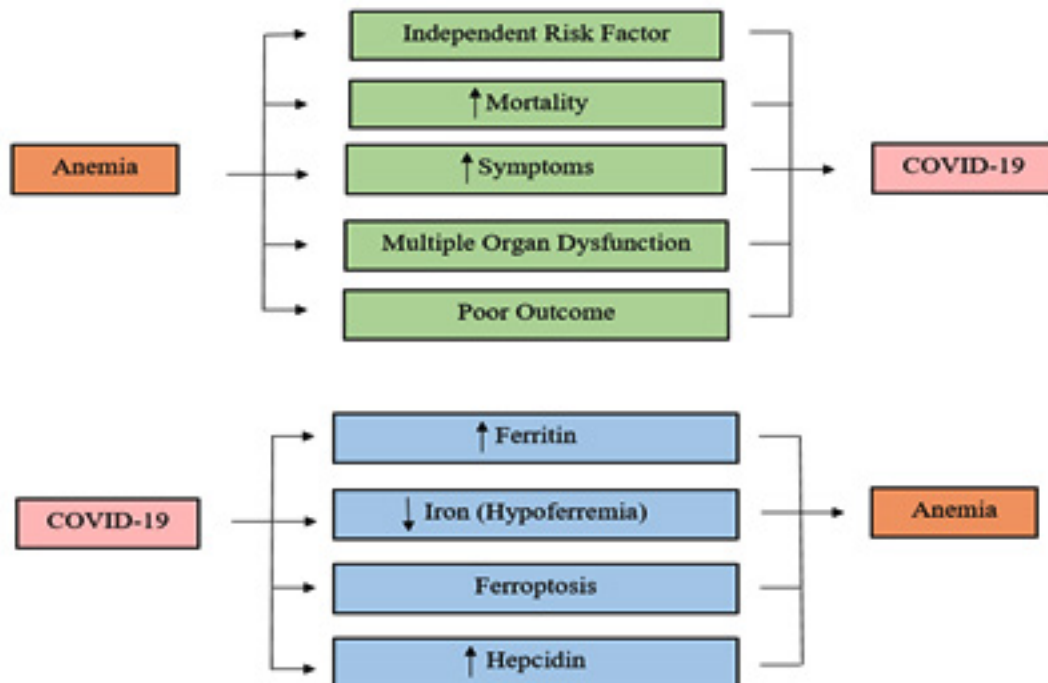 Independent Risk Factor
↑ Mortality
Anemia
↑ Symptoms
COVID-19
Multiple Organ Dysfunction
Poor Outcome
↑ Ferritin
COVID-19
↓ Iron (Hypoferremia)
Anemia
Ferroptosis
↑ Hepcidin